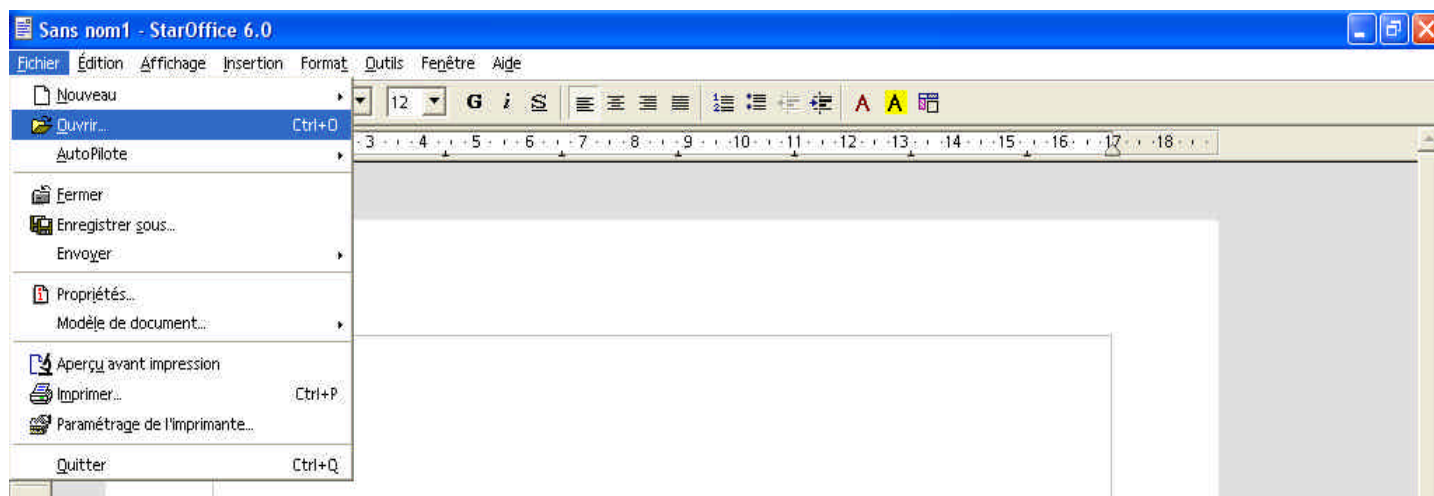 Sans nom1 - StarOffice 6.0
Fichier Édition Affichage Insertion Format Outils Fenêtre Aide
Nouveau
12 G i S A A
Ouvrir... Ctrl+O
3 4 5 6 7 8 9 10 11 12 13 14 15 16 17 18
AutoPilote
Fermer
Enregistrer sous...
Envoyer
Propriétés...
Modèle de document...
Aperçu avant impression
Imprimer... Ctrl+P
Paramétrage de l'imprimante...
Quitter Ctrl+Q